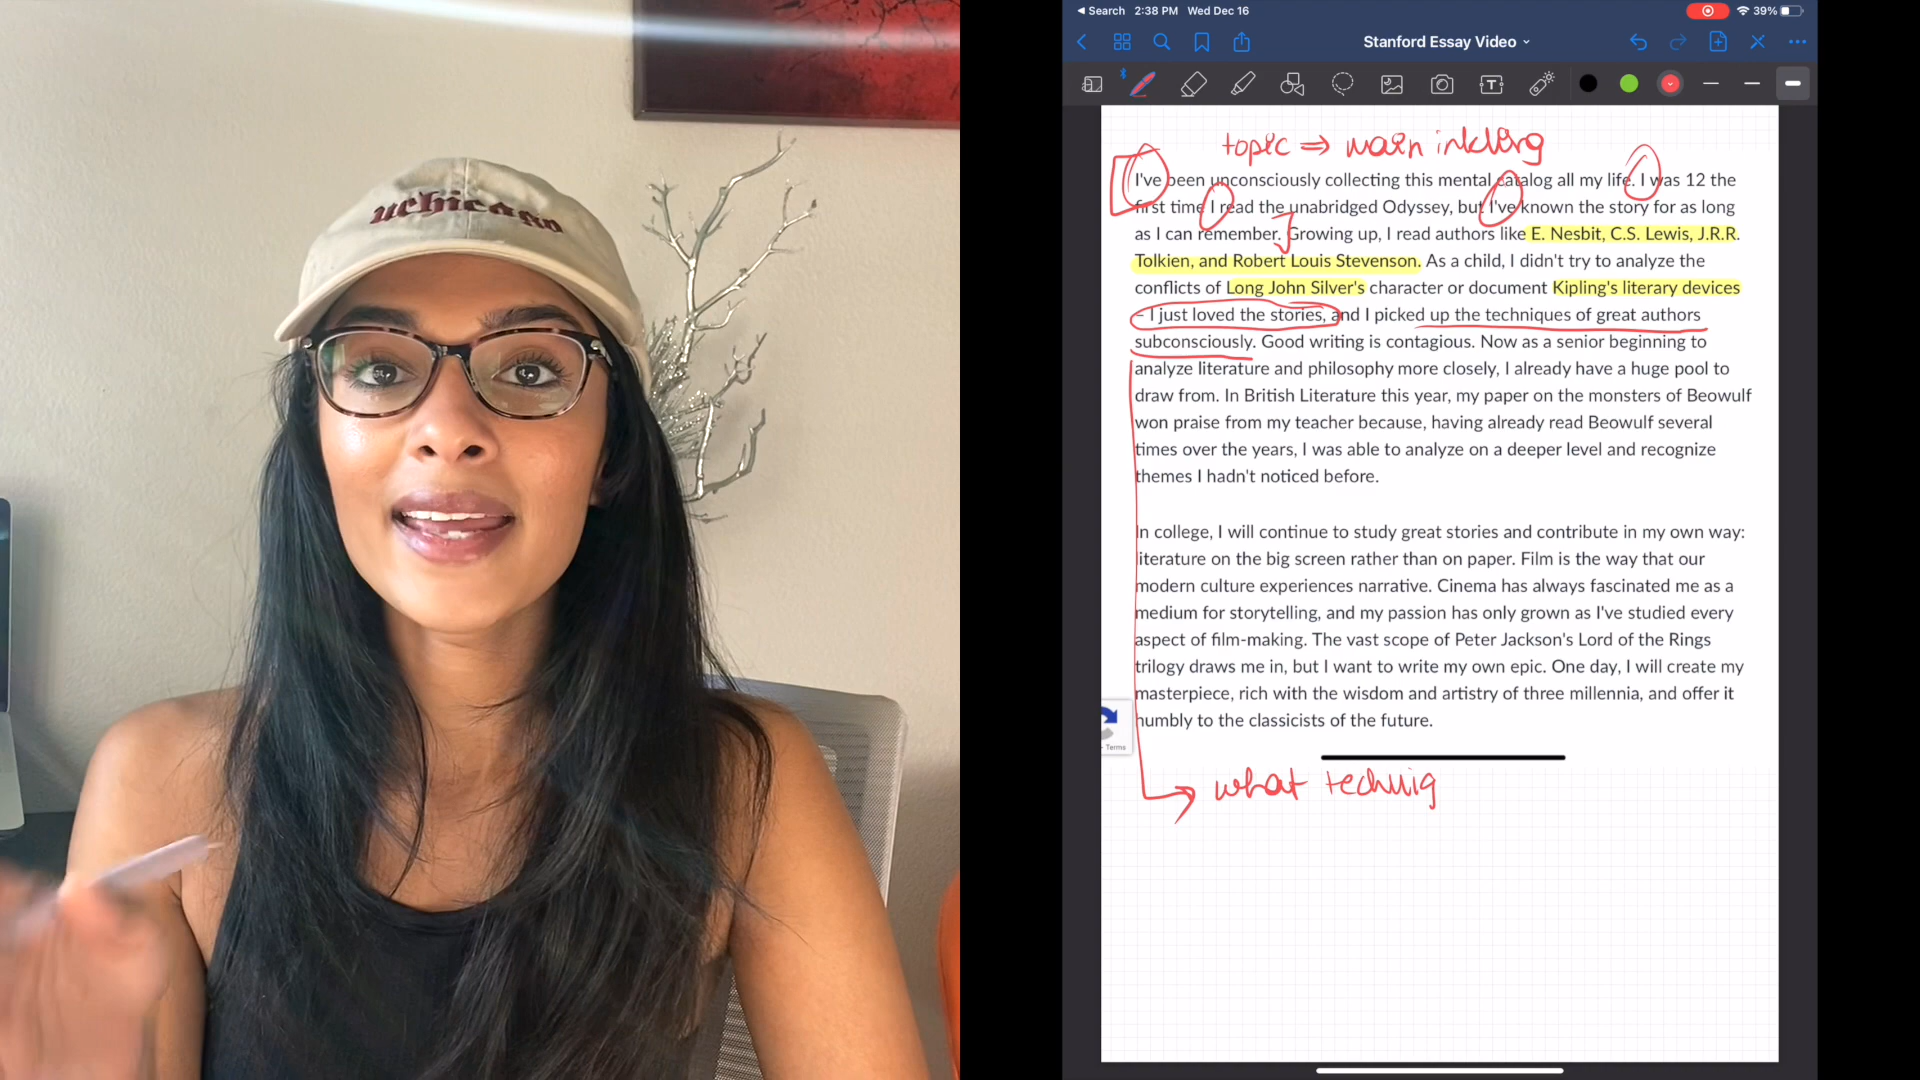 uchicago
Search 2:38 PM Wed Dec 16
39%
Stanford Essay Video
T
topic ⇒ main inkling
I've been unconsciously collecting this mental catalog all my life. I was 12 the
first time I read the unabridged Odyssey, but I've known the story for as long
as I can remember. Growing up, I read authors like E. Nesbit, C.S. Lewis, J.R.R.
Tolkien, and Robert Louis Stevenson. As a child, I didn't try to analyze the
conflicts of Long John Silver's character or document Kipling's literary devices
– I just loved the stories, and I picked up the techniques of great authors
subconsciously. Good writing is contagious. Now as a senior beginning to
analyze literature and philosophy more closely, I already have a huge pool to
draw from. In British Literature this year, my paper on the monsters of Beowulf
won praise from my teacher because, having already read Beowulf several
times over the years, I was able to analyze on a deeper level and recognize
themes I hadn't noticed before.
In college, I will continue to study great stories and contribute in my own way:
literature on the big screen rather than on paper. Film is the way that our
modern culture experiences narrative. Cinema has always fascinated me as a
medium for storytelling, and my passion has only grown as I've studied every
aspect of film-making. The vast scope of Peter Jackson's Lord of the Rings
trilogy draws me in, but I want to write my own epic. One day, I will create my
masterpiece, rich with the wisdom and artistry of three millennia, and offer it
humbly to the classicists of the future.
- Terms
what techniq